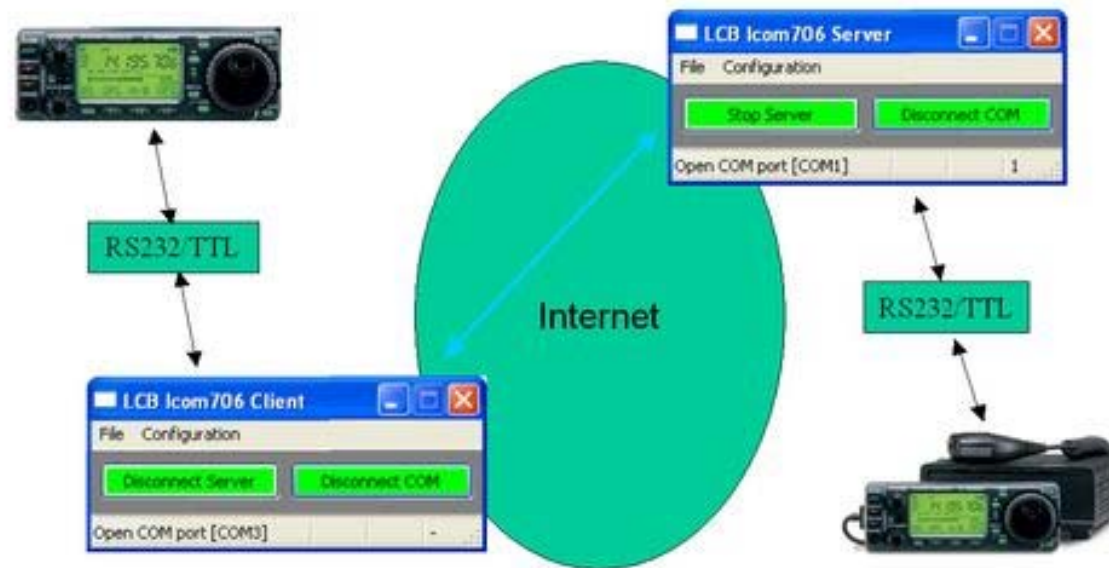 LCB Icom706 Server
File Configuration
Stop Server
Disconnect COM
Open COM port [COM1]
1
RS232/TTL
RS232/TTL
Internet
LCB Icom706 Client
File Configuration
Disconnect Server
Disconnect COM
Open COM port [COM3]
-